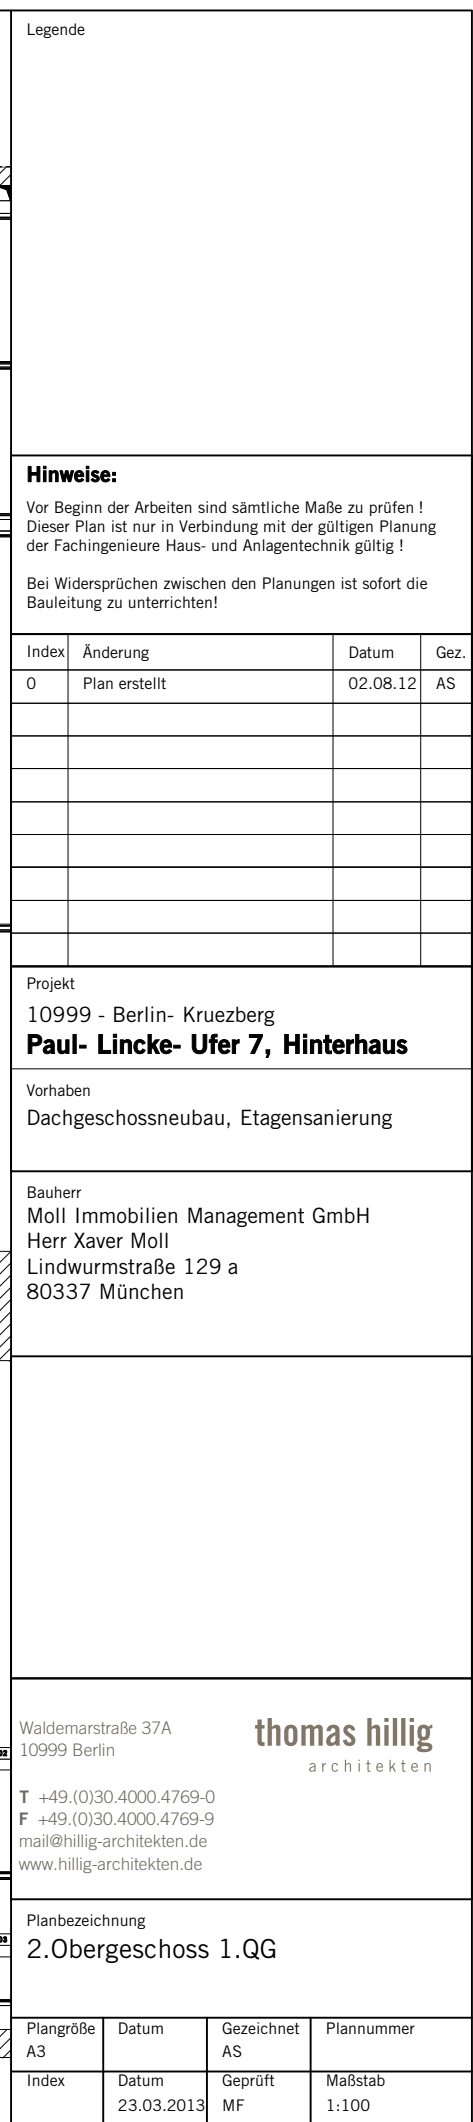 Legende
Hinweise:
Vor Beginn der Arbeiten sind sämtliche Maße zu prüfen !
Dieser Plan ist nur in Verbindung mit der gültigen Planung
der Fachingenieure Haus- und Anlagentechnik gültig !
Bei Widersprüchen zwischen den Planungen ist sofort die
Bauleitung zu unterrichten!
Index Änderung Datum Gez.
0 Plan erstellt 02.08.12 AS
Projekt
10999 - Berlin- Kruezberg
Paul- Lincke- Ufer 7, Hinterhaus
Vorhaben
Dachgeschossneubau, Etagensanierung
Bauherr
Moll Immobilien Management GmbH
Herr Xaver Moll
Lindwurmstraße 129 a
80337 München
Waldemarstraße 37A
10999 Berlin
thomas hillig
architekten
T +49.(0)30.4000.4769-0
F +49.(0)30.4000.4769-9
mail@hillig-architekten.de
www.hillig-architekten.de
Planbezeichnung
2.Obergeschoss 1.QG
Plangröße Datum Gezeichnet Plannummer
A3 AS
Index Datum Geprüft Maßstab
23.03.2013 MF 1:100